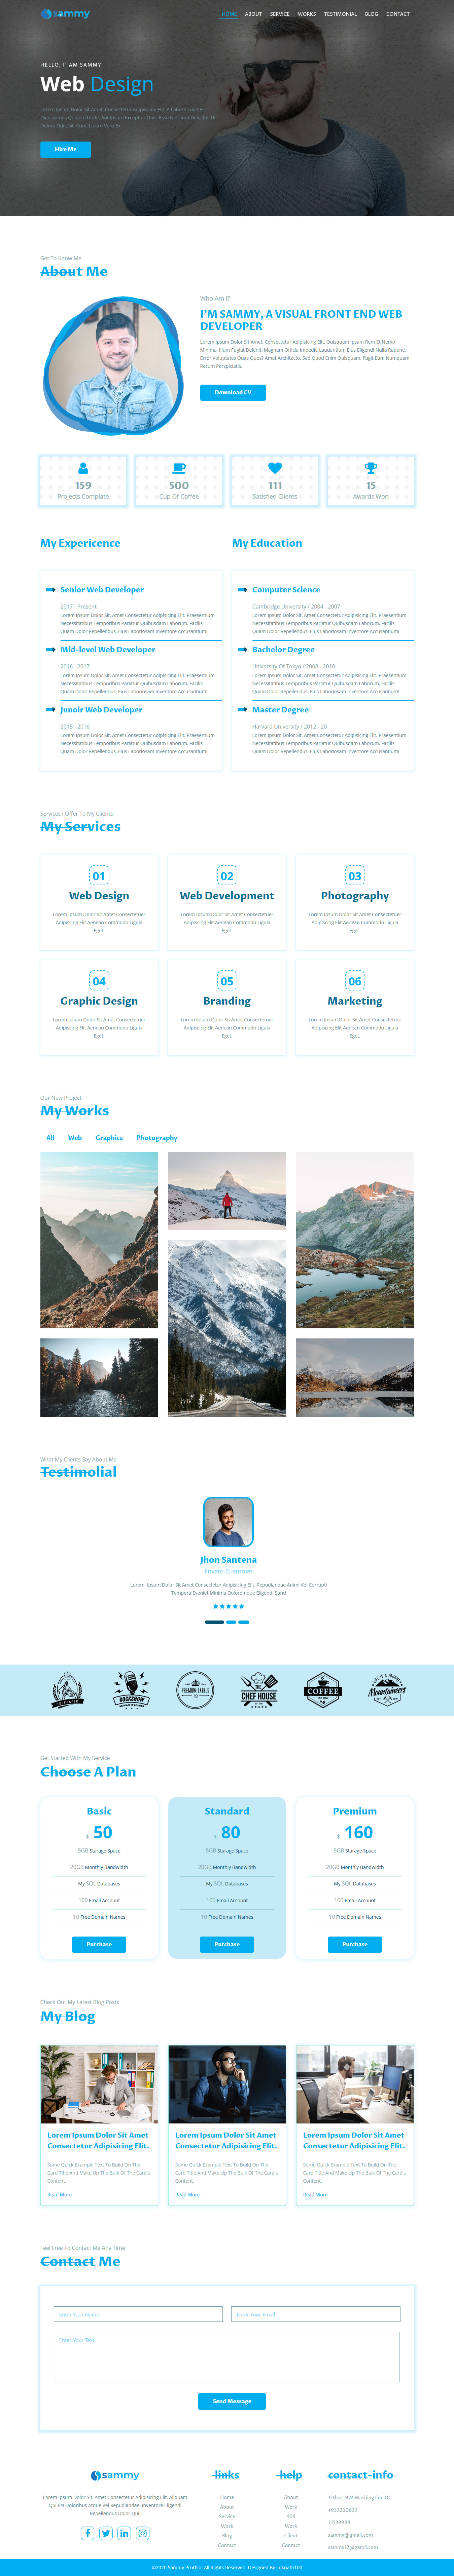 sammy
HOME ABOUT SERVICE WORKS TESTIMONIAL BLOG CONTACT
HELLO, I' AM SAMMY
Web Design
Lorem Ipsum Dolor Sit Amet, Consectetur Adipisicing Elit. A Labore Fugit Ea
Dignissimos Quidem Unde, Aut Ipsum Excepturi Quis, Esse Nesciunt Delectus Ut
Dolore Odit, Sit. Cum, Libero Vero Ex.
Hire Me
Get To Know Me
About Me
Who Am I?
I'M SAMMY, A VISUAL FRONT END WEB
DEVELOPER
Lorem Ipsum Dolor Sit Amet, Consectetur Adipisicing Elit. Quisquam Ipsam Rem Et Nemo
Minima, Illum Fugiat Deleniti Magnam Officia Impedit, Laudantium Eius Eligendi Nulla Ratione,
Error Voluptates Quas Quos? Amet Architecto, Sed Quod Enim Quisquam, Fugit Eum Numquam
Rerum Perspiciatis.
Download CV
159
Projects Complate
500
Cup Of Coffee
111
Satisfied Clients
15
Awards Won
My Expericence
My Education
Senior Web Developer
2017 - Present
Lorem Ipsum Dolor Sit, Amet Consectetur Adipisicing Elit. Praesentium
Necessitatibus Temporibus Pariatur Quibusdam Laborum, Facilis
Quam Dolor Repellendus, Eius Laboriosam Inventore Accusantium!
Mid-level Web Developer
2016 - 2017
Lorem Ipsum Dolor Sit, Amet Consectetur Adipisicing Elit. Praesentium
Necessitatibus Temporibus Pariatur Quibusdam Laborum, Facilis
Quam Dolor Repellendus, Eius Laboriosam Inventore Accusantium!
Junoir Web Developer
2015 - 2016
Lorem Ipsum Dolor Sit, Amet Consectetur Adipisicing Elit. Praesentium
Necessitatibus Temporibus Pariatur Quibusdam Laborum, Facilis
Quam Dolor Repellendus, Eius Laboriosam Inventore Accusantium!
Computer Science
Cambridge University / 2004 - 2007
Lorem Ipsum Dolor Sit, Amet Consectetur Adipisicing Elit. Praesentium
Necessitatibus Temporibus Pariatur Quibusdam Laborum, Facilis
Quam Dolor Repellendus, Eius Laboriosam Inventore Accusantium!
Bachelor Degree
University Of Tokyo / 2008 - 2010
Lorem Ipsum Dolor Sit, Amet Consectetur Adipisicing Elit. Praesentium
Necessitatibus Temporibus Pariatur Quibusdam Laborum, Facilis
Quam Dolor Repellendus, Eius Laboriosam Inventore Accusantium!
Master Degree
Harvard University / 2012 - 20
Lorem Ipsum Dolor Sit, Amet Consectetur Adipisicing Elit. Praesentium
Necessitatibus Temporibus Pariatur Quibusdam Laborum, Facilis
Quam Dolor Repellendus, Eius Laboriosam Inventore Accusantium!
Services I Offer To My Clients
My Services
01
Web Design
Lorem Ipsum Dolor Sit Amet Consectetuer
Adipiscing Elit Aenean Commodo Ligula
Eget.
02
Web Development
Lorem Ipsum Dolor Sit Amet Consectetuer
Adipiscing Elit Aenean Commodo Ligula
Eget.
03
Photography
Lorem Ipsum Dolor Sit Amet Consectetuer
Adipiscing Elit Aenean Commodo Ligula
Eget.
04
Graphic Design
Lorem Ipsum Dolor Sit Amet Consectetuer
Adipiscing Elit Aenean Commodo Ligula
Eget.
05
Branding
Lorem Ipsum Dolor Sit Amet Consectetuer
Adipiscing Elit Aenean Commodo Ligula
Eget.
06
Marketing
Lorem Ipsum Dolor Sit Amet Consectetuer
Adipiscing Elit Aenean Commodo Ligula
Eget.
Our New Project
My Works
All Web Graphics Photography
What My Clients Say About Me
Testimolial
Jhon Santena
Envato Customer
Lorem, Ipsum Dolor Sit Amet Consectetur Adipisicing Elit. Repudiandae Animi Vel Corrupti
Tempora Eveniet Minima Doloremque Eligendi Sunt!
ROCKSHOW
PREMIUM LABELS
CHEF HOUSE
COFFEE
LIFE IS A JOURNEY
Mountaineers
Get Started With My Service
Choose A Plan
Basic
$ 50
5GB Starage Space
20GB Monthly Bandwidth
My SQL Databases
100 Email Account
10 Free Domain Names
Purchase
Standard
$ 80
5GB Starage Space
20GB Monthly Bandwidth
My SQL Databases
100 Email Account
10 Free Domain Names
Purchase
Premium
$ 160
5GB Starage Space
20GB Monthly Bandwidth
My SQL Databases
100 Email Account
10 Free Domain Names
Purchase
Check Out My Latest Blog Posts
My Blog
Lorem Ipsum Dolor Sit Amet
Consectetur Adipisicing Elit.
Some Quick Example Text To Build On The
Card Title And Make Up The Bulk Of The Card's
Content.
Read More
Lorem Ipsum Dolor Sit Amet
Consectetur Adipisicing Elit.
Some Quick Example Text To Build On The
Card Title And Make Up The Bulk Of The Card's
Content.
Read More
Lorem Ipsum Dolor Sit Amet
Consectetur Adipisicing Elit.
Some Quick Example Text To Build On The
Card Title And Make Up The Bulk Of The Card's
Content.
Read More
Feel Free To Contact Me Any Time
Contact Me
Enter Your Name
Enter Your Email
Enter Your Text
Send Message
sammy
Lorem Ipsum Dolor Sit, Amet Consectetur Adipisicing Elit. Aliquam
Qui Est Doloribus Atque Vel Repudiandae. Inventore Eligendi
Repellendus Dolor Qui!
links
Home
About
Service
Work
Blog
Contact
help
About
Work
404
Work
Client
Contact
contact-info
15th st NW,Washington DC
+933260633
31539988
sammy@gmail.com
sammy12@gamil.com
©2020 Sammy Protflio. All Rights Reserved. Designed By Loknath100